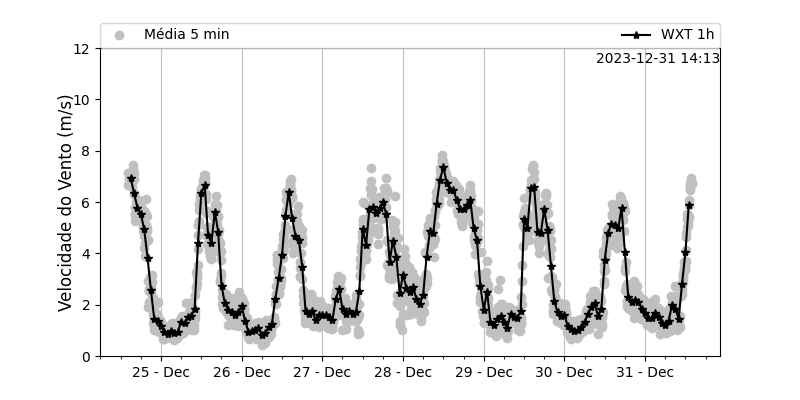 Média 5 min
WXT 1h
2023-12-31 14:13
Velocidade do Vento (m/s)
12
10
8
6
4
2
0
25 - Dec
26 - Dec
27 - Dec
28 - Dec
29 - Dec
30 - Dec
31 - Dec